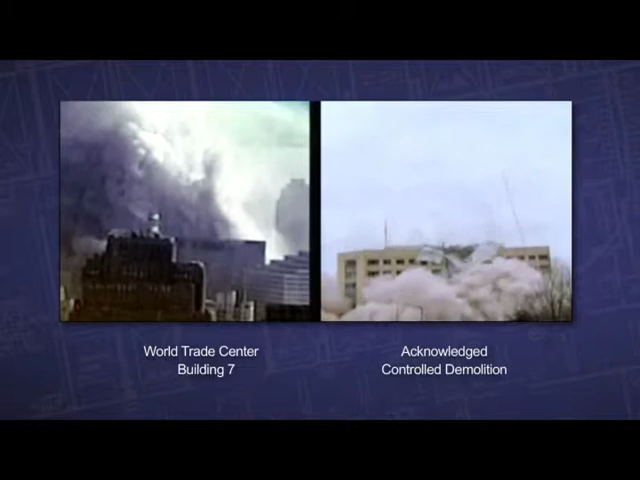 World Trade Center
Building 7
Acknowledged
Controlled Demolition